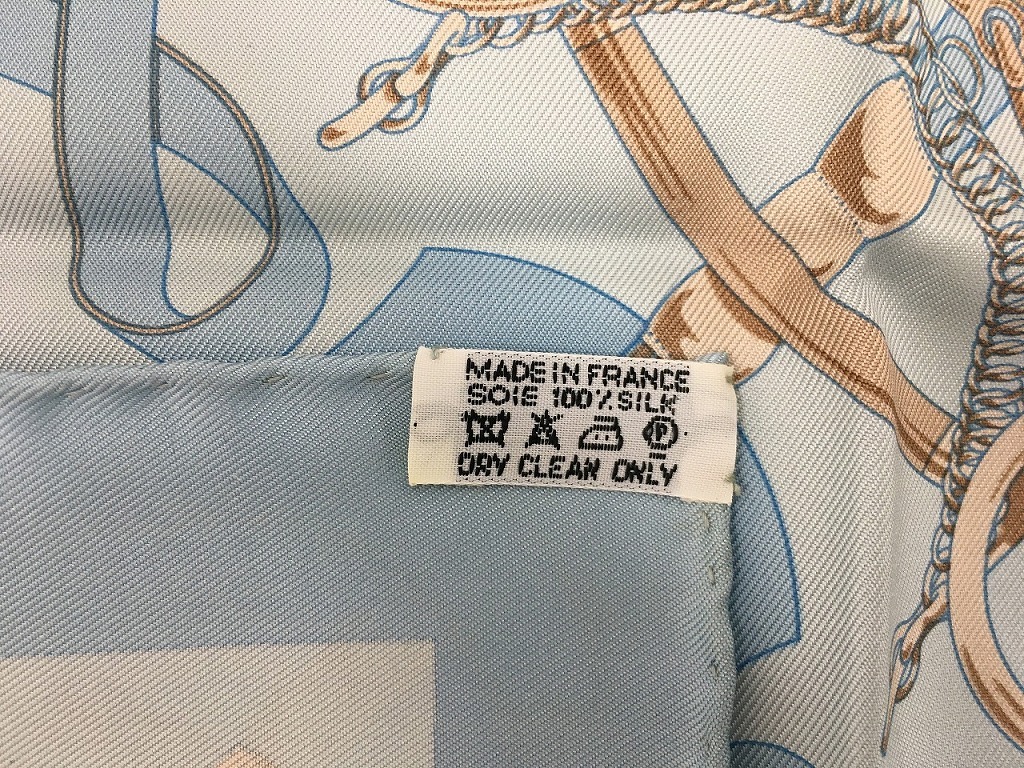 MADE IN FRANCE
SOIE 100% SILK
P
DRY CLEAN ONLY